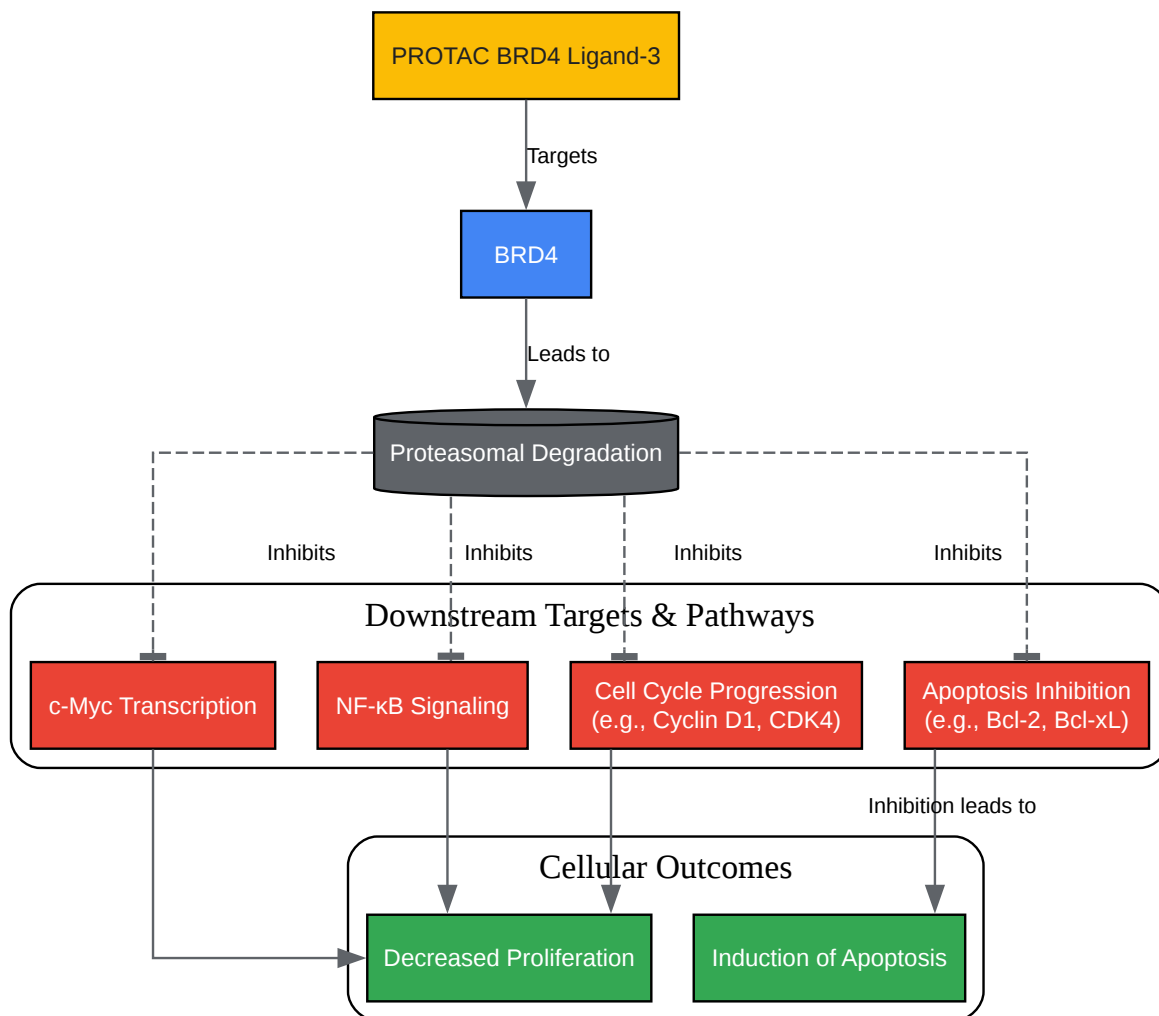 PROTAC BRD4 Ligand-3
Targets
BRD4
Leads to
Proteasomal Degradation
Inhibits
Inhibits
Inhibits
Inhibits
Downstream Targets & Pathways
c-Myc Transcription
NF-κB Signaling
Cell Cycle Progression
(e.g., Cyclin D1, CDK4)
Apoptosis Inhibition
(e.g., Bcl-2, Bcl-xL)
Inhibition leads to
Cellular Outcomes
Decreased Proliferation
Induction of Apoptosis